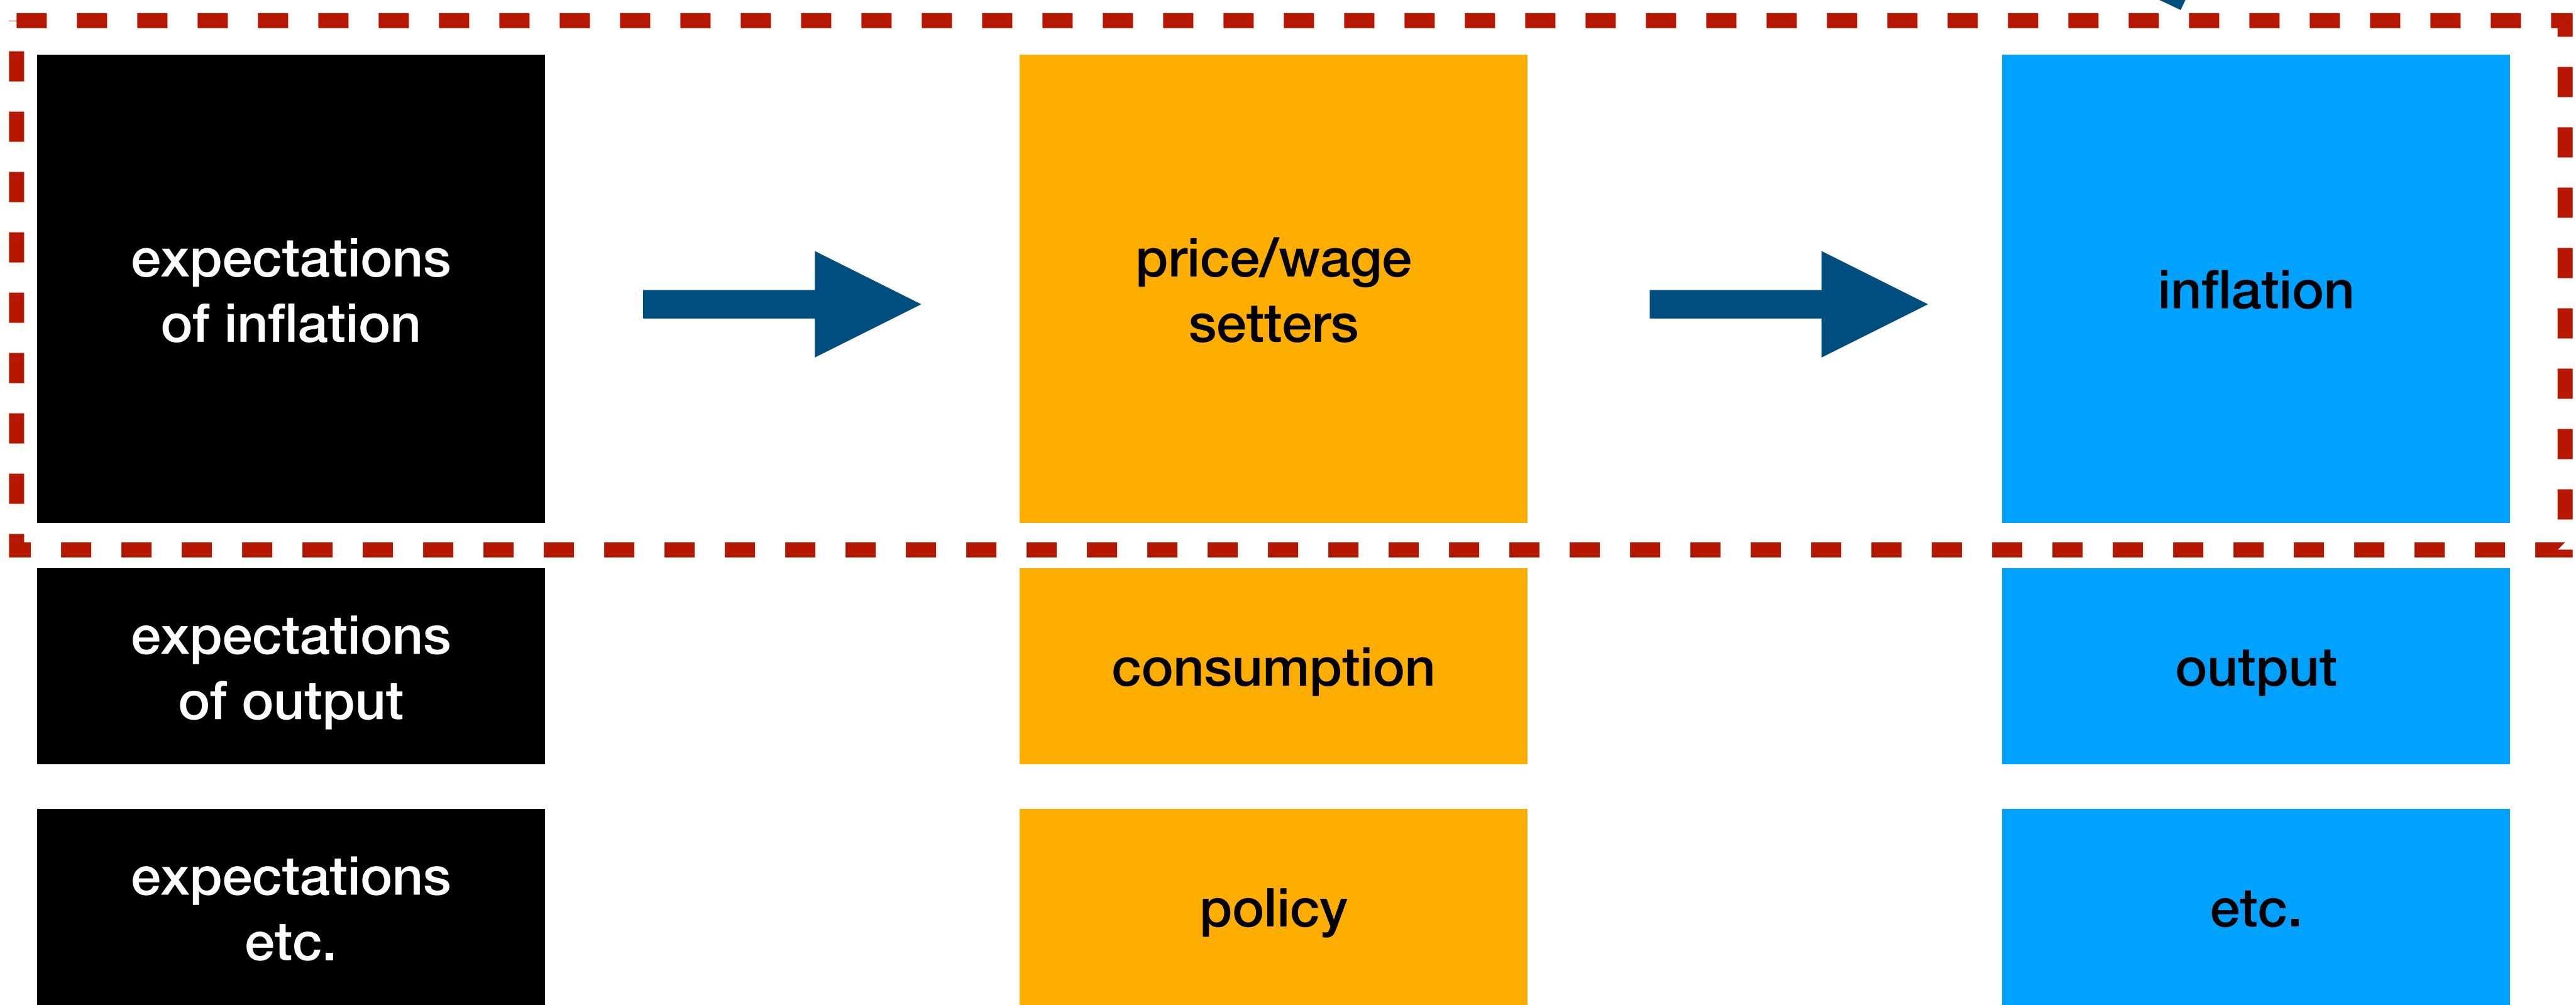 expectations
of inflation
price/wage
setters
inflation
expectations
of output
consumption
output
expectations
etc.
policy
etc.